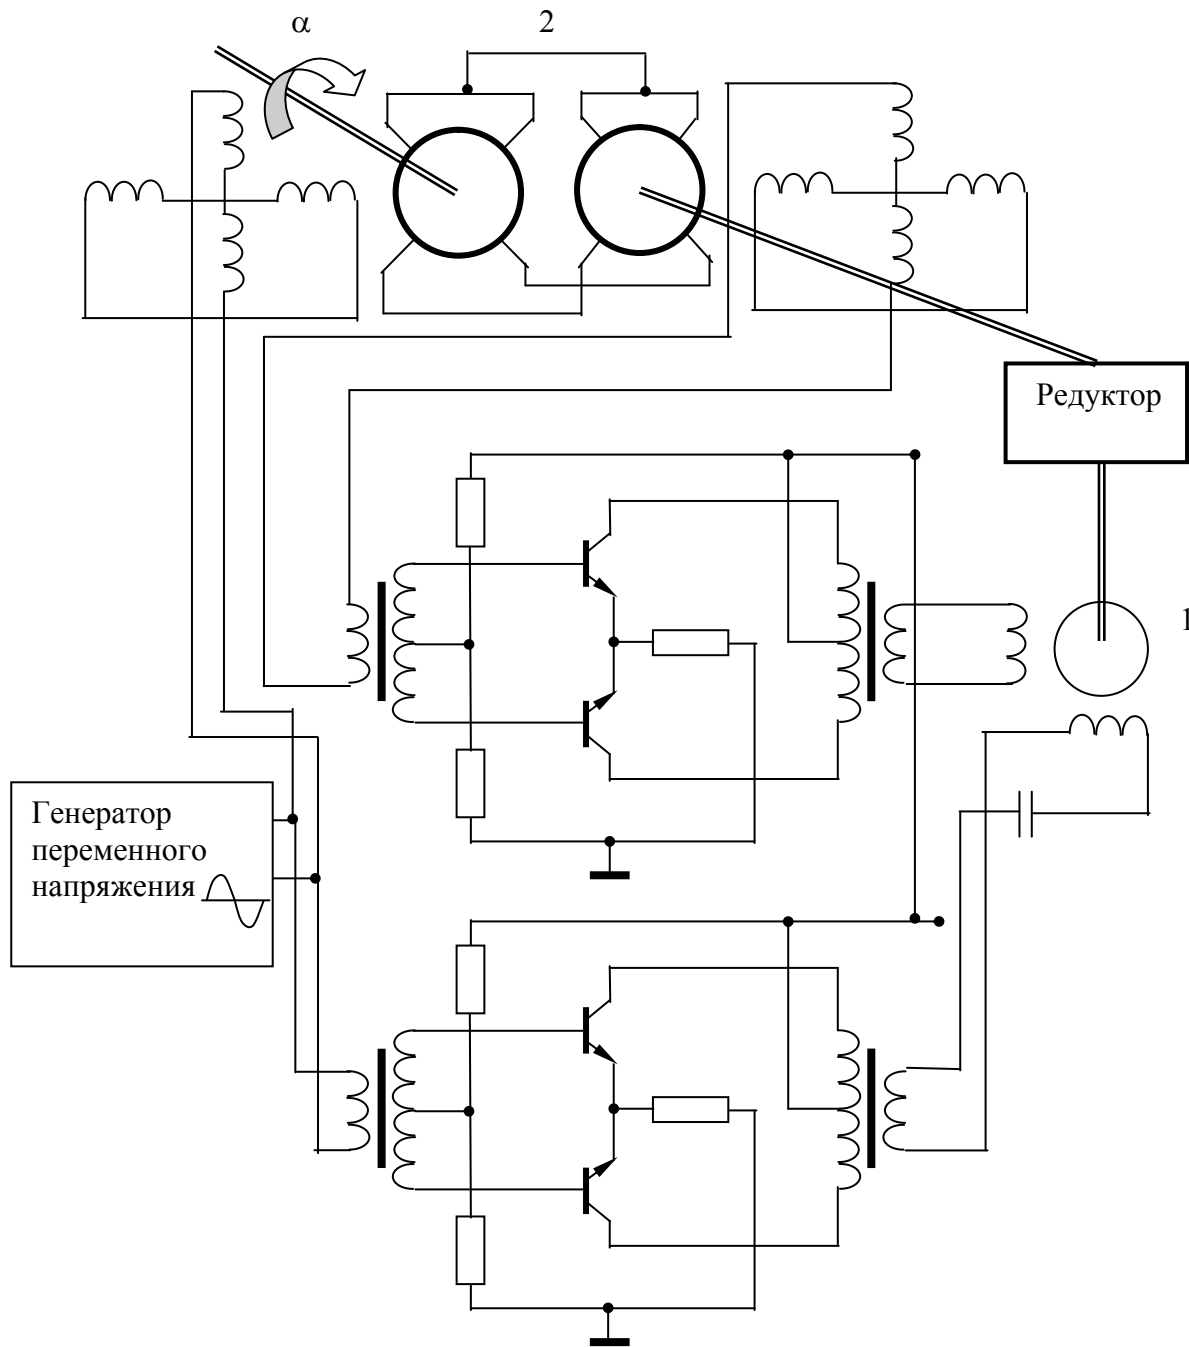 α
2
Редуктор
1
Генератор
переменного
напряжения